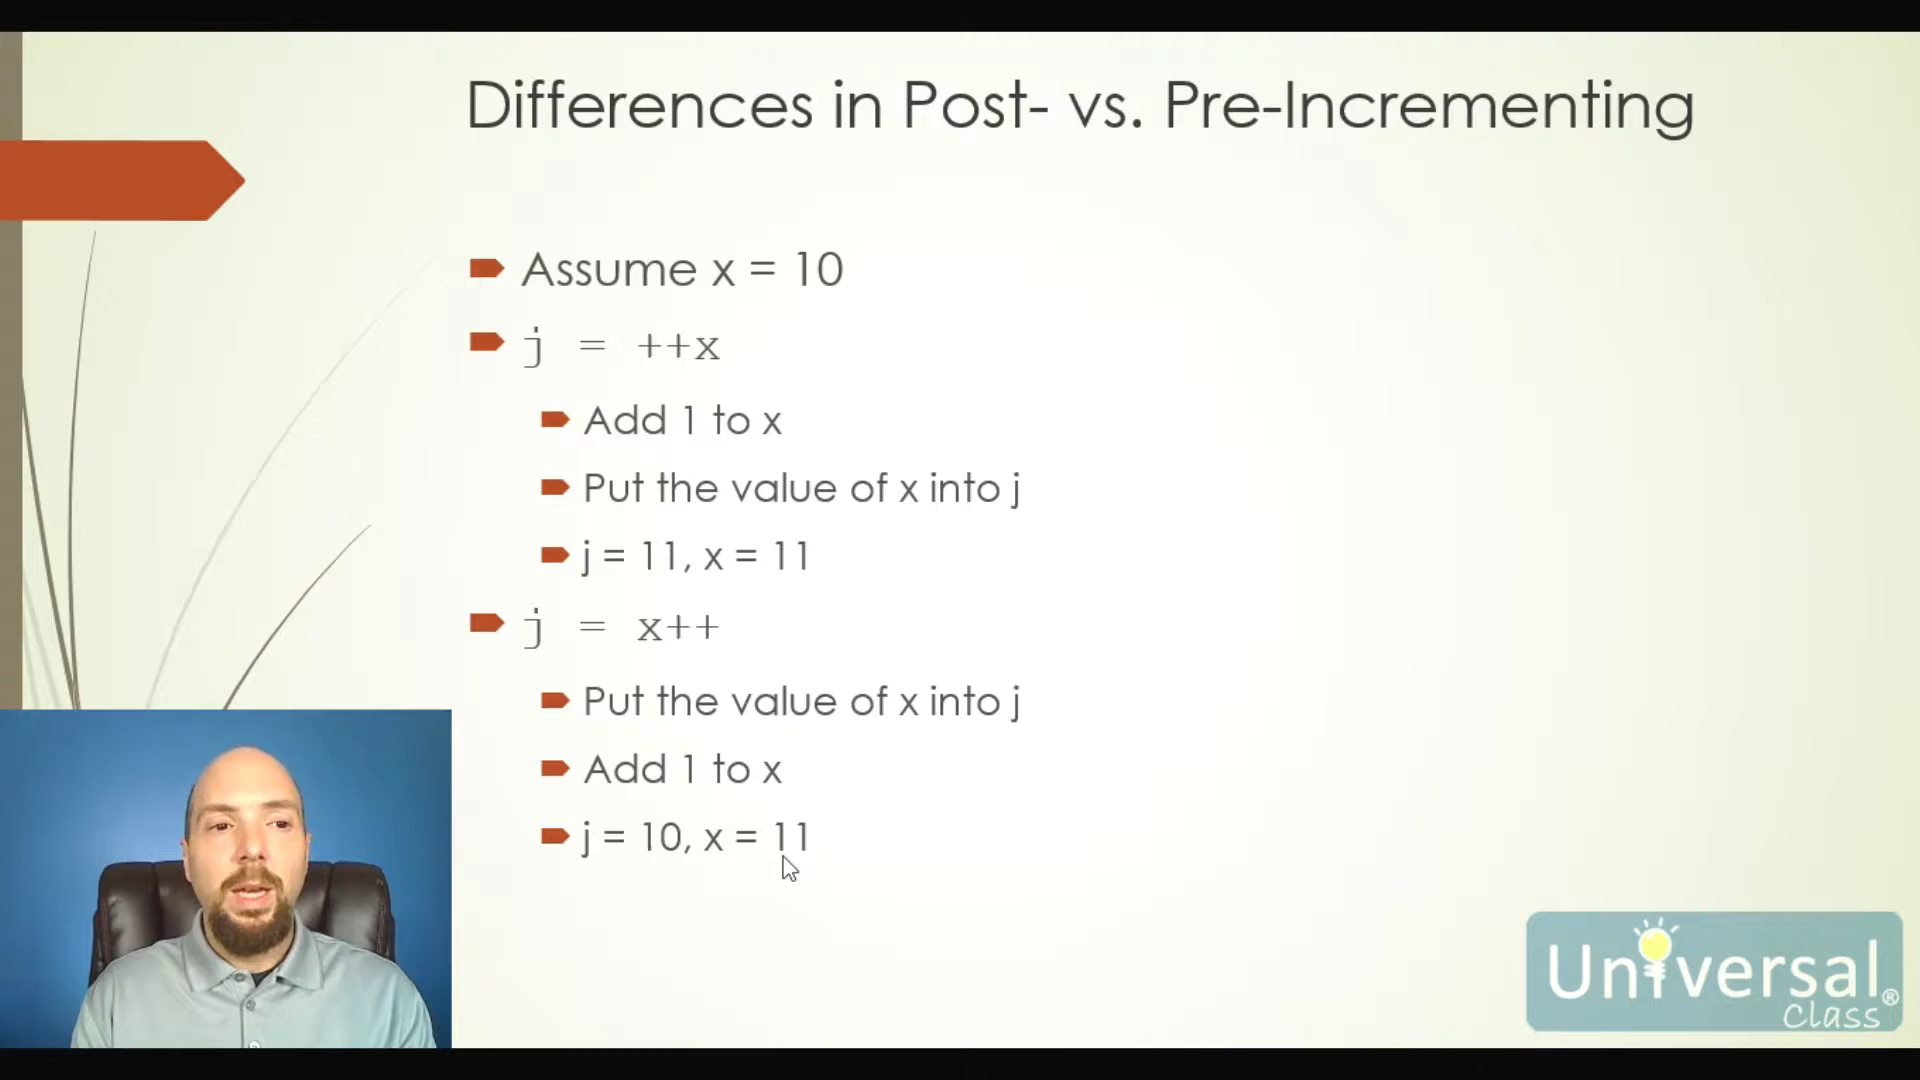 Differences in Post- vs. Pre-Incrementing
Assume x = 10
j = ++x
Add 1 to x
Put the value of x into j
j = 11, x = 11
j = x++
Put the value of x into j
Add 1 to x
j = 10, x = 11
Universal®
Class